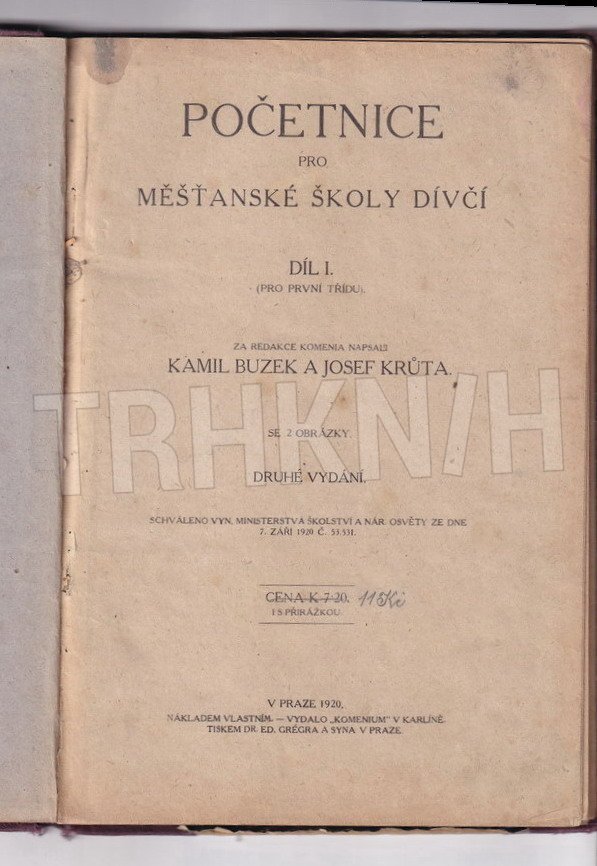 POČETNICE
PRO
MĚŠŤANSKÉ ŠKOLY DÍVČÍ
DÍL I.
(PRO PRVNÍ TŘÍDU).
ZA REDAKCE KOMENIA NAPSALI
KAMIL BUZEK A JOSEF KRŮTA.
TRHKNIH
SE 2 OBRÁZKY.
DRUHÉ VYDÁNÍ.
SCHVÁLENO VYN. MINISTERSTVA ŠKOLSTVÍ A NÁR. OSVĚTY ZE DNE
7. ZÁŘÍ 1920 Č. 53.531.
CENA K 7·20. 11 Kč
I S PŘIRÁŽKOU
V PRAZE 1920.
NÁKLADEM VLASTNÍM. — VYDALO „KOMENIUM" V KARLÍNĚ.
TISKEM DR. ED. GRÉGRA A SYNA V PRAZE.